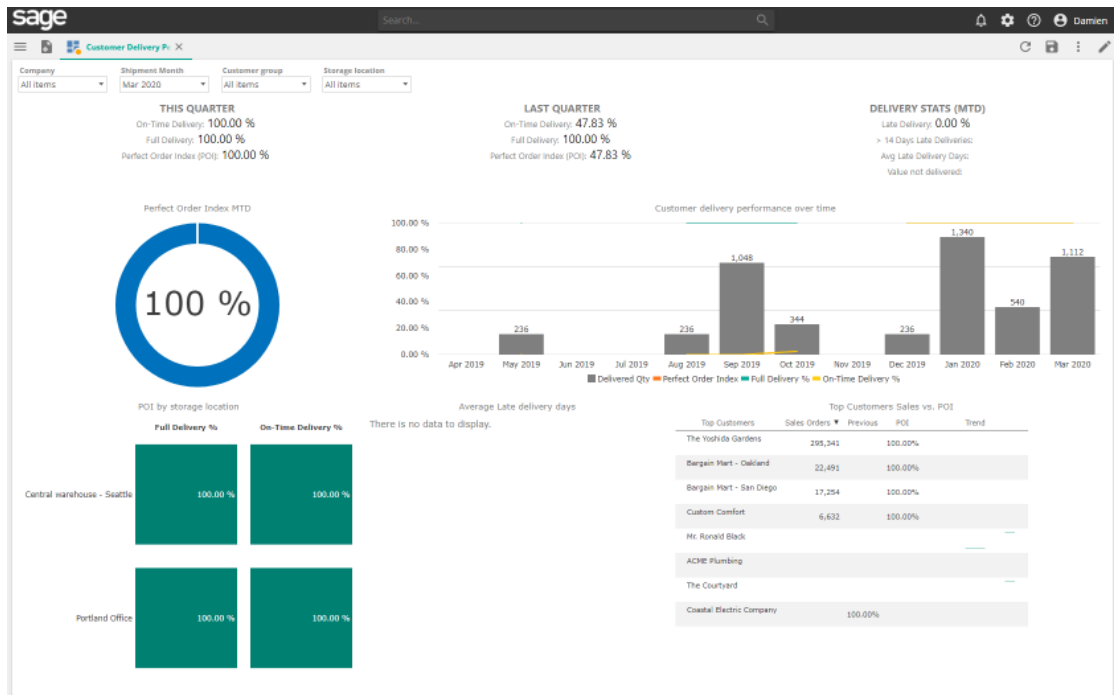 sage
Search...
Damien
Customer Delivery P
Company Shipment Month Customer group Storage location
All items Mar 2020 All items All items
THIS QUARTER
On-Time Delivery: 100.00 %
Full Delivery: 100.00 %
Perfect Order Index (POI): 100.00 %
LAST QUARTER
On-Time Delivery: 47.83 %
Full Delivery: 100.00 %
Perfect Order Index (POI): 47.83 %
DELIVERY STATS (MTD)
Late Delivery: 0.00 %
> 14 Days Late Deliveries:
Avg Late Delivery Days:
Value not delivered:
Perfect Order Index MTD
100 %
Customer delivery performance over time
100.00 %
80.00 %
60.00 %
40.00 %
20.00 %
0.00 %
236 236 1,048 344 236 1,340 540 1,112
Apr 2019 May 2019 Jun 2019 Jul 2019 Aug 2019 Sep 2019 Oct 2019 Nov 2019 Dec 2019 Jan 2020 Feb 2020 Mar 2020
Delivered Qty Perfect Order Index Full Delivery % On-Time Delivery %
POI by storage location
Full Delivery % On-Time Delivery %
Central warehouse - Seattle 100.00 % 100.00 %
Portland Office 100.00 % 100.00 %
Average Late delivery days
There is no data to display.
Top Customers Sales vs. POI
Top Customers Sales Orders ▼ Previous POI Trend
The Yoshida Gardens 295,341 100.00%
Bargain Mart - Oakland 22,491 100.00%
Bargain Mart - San Diego 17,254 100.00%
Custom Comfort 6,632 100.00%
Mr. Ronald Black
ACME Plumbing
The Courtyard
Coastal Electric Company 100.00%